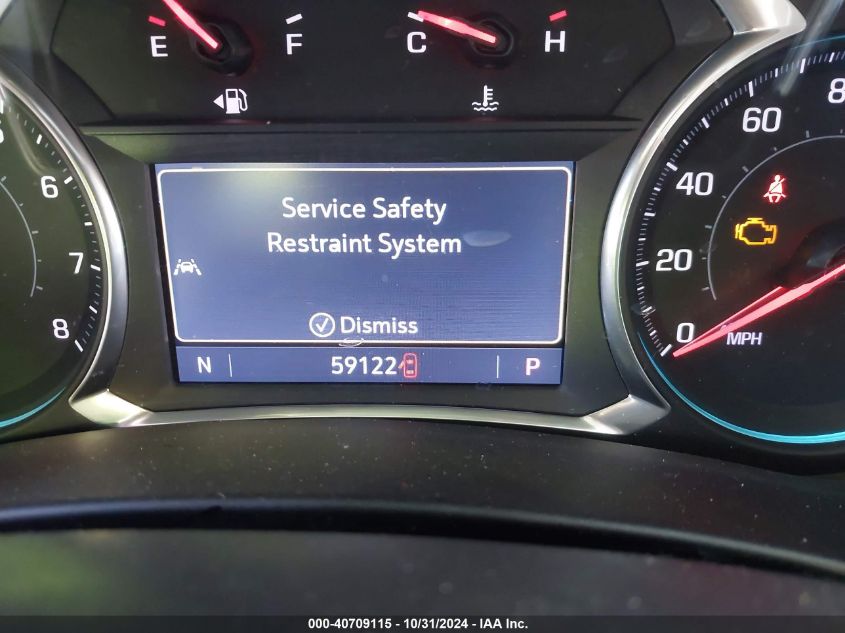 E F C H
6
7
8
Service Safety
Restraint System
Dismiss
N 59122 P
60
40
20
0
MPH
000-40709115 - 10/31/2024 - IAA Inc.